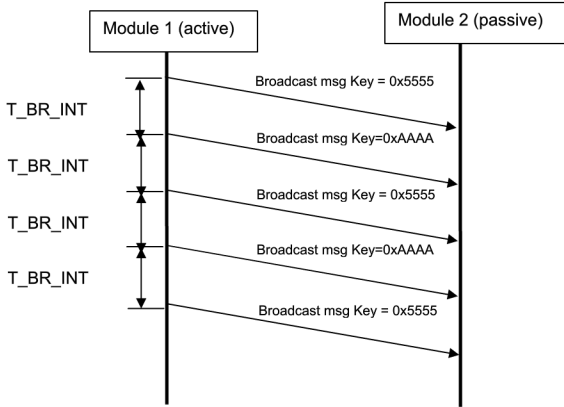 Module 1 (active)
Module 2 (passive)
Broadcast msg Key = 0x5555
T_BR_INT
Broadcast msg Key=0xAAAA
T_BR_INT
Broadcast msg Key = 0x5555
T_BR_INT
Broadcast msg Key=0xAAAA
T_BR_INT
Broadcast msg Key = 0x5555